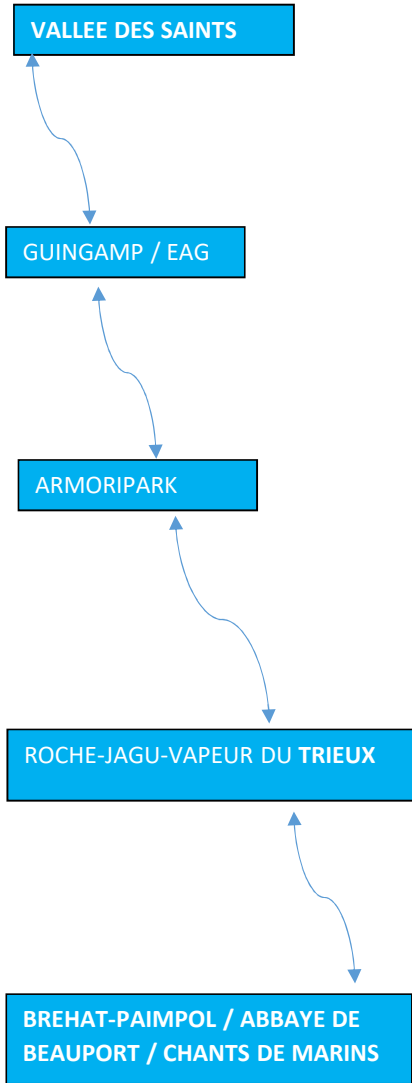 VALLEE DES SAINTS
GUINGAMP / EAG
ARMORIPARK
ROCHE-JAGU-VAPEUR DU TRIEUX
BREHAT-PAIMPOL / ABBAYE DE
BEAUPORT / CHANTS DE MARINS